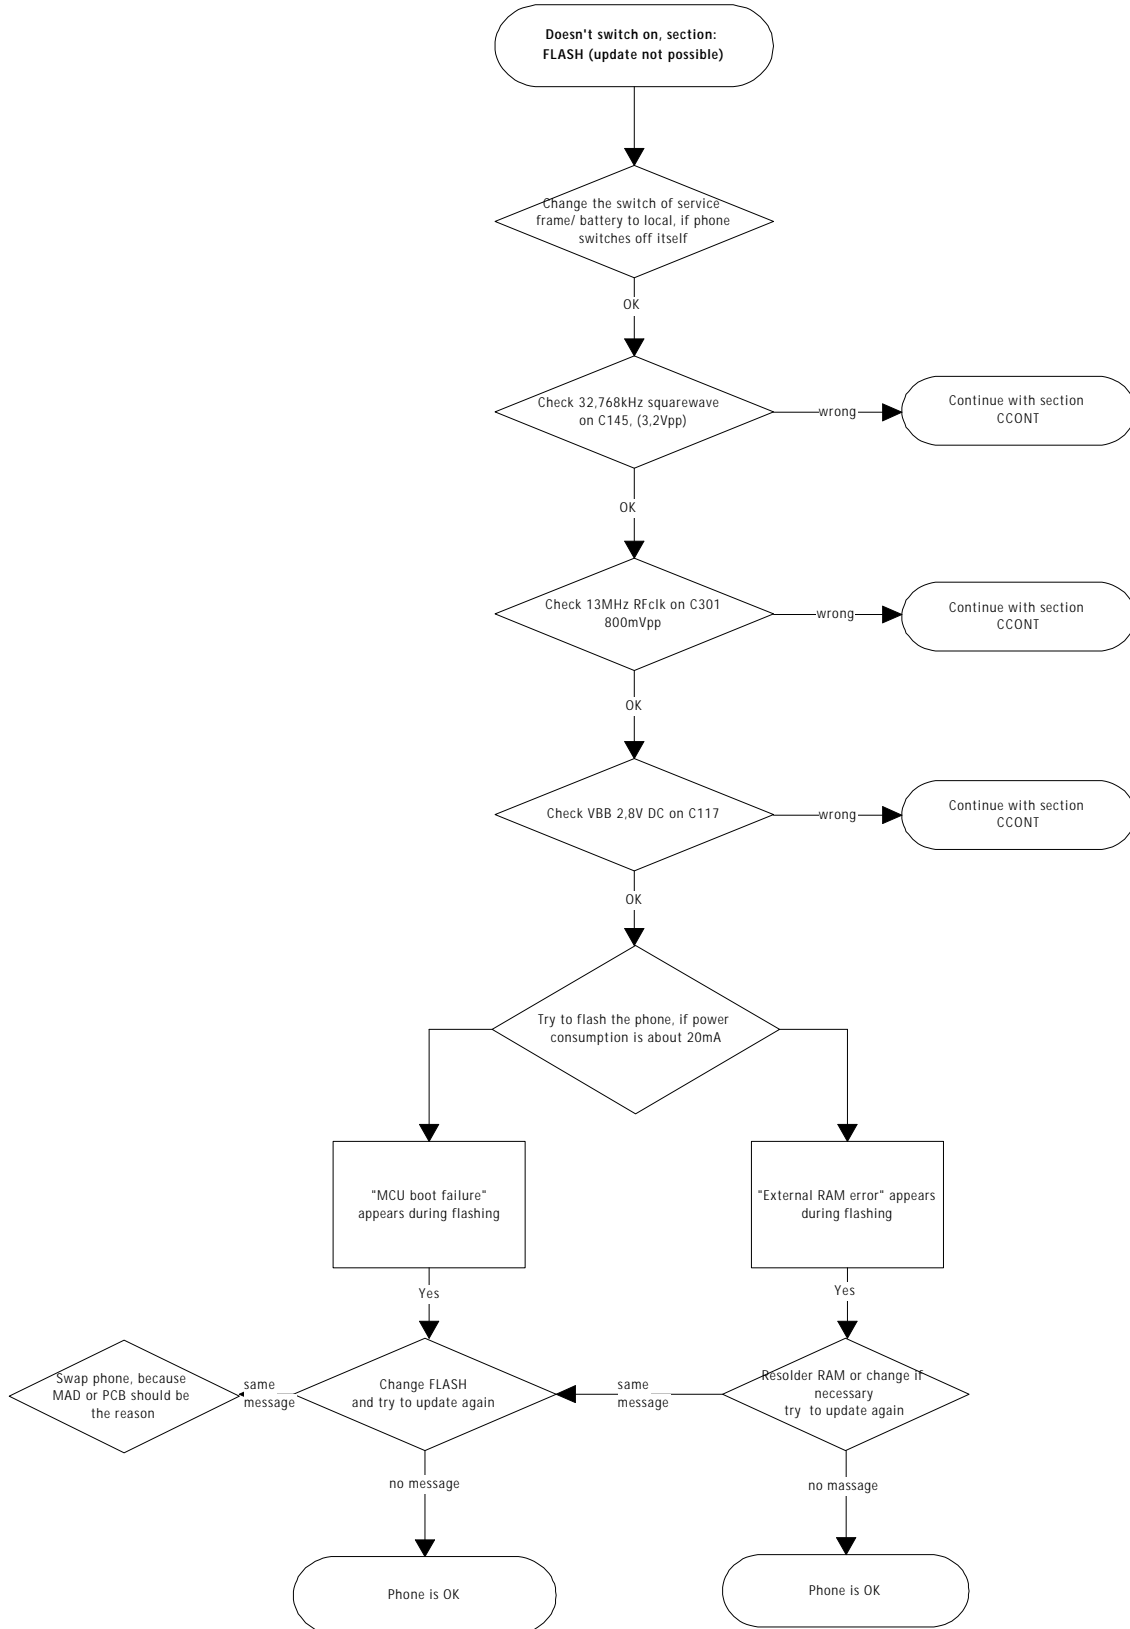 Doesn't switch on, section:
FLASH (update not possible)
Change the switch of service
frame/ battery to local, if phone
switches off itself
OK
Check 32,768kHz squarewave
on C145, (3,2Vpp)
wrong
Continue with section
CCONT
OK
Check 13MHz RFclk on C301
800mVpp
wrong
Continue with section
CCONT
OK
Check VBB 2,8V DC on C117
wrong
Continue with section
CCONT
OK
Try to flash the phone, if power
consumption is about 20mA
"MCU boot failure"
appears during flashing
"External RAM error" appears
during flashing
Yes
Yes
Swap phone, because
MAD or PCB should be
the reason
same
message
Change FLASH
and try to update again
same
message
Resolder RAM or change if
necessary
try to update again
no message
no massage
Phone is OK
Phone is OK